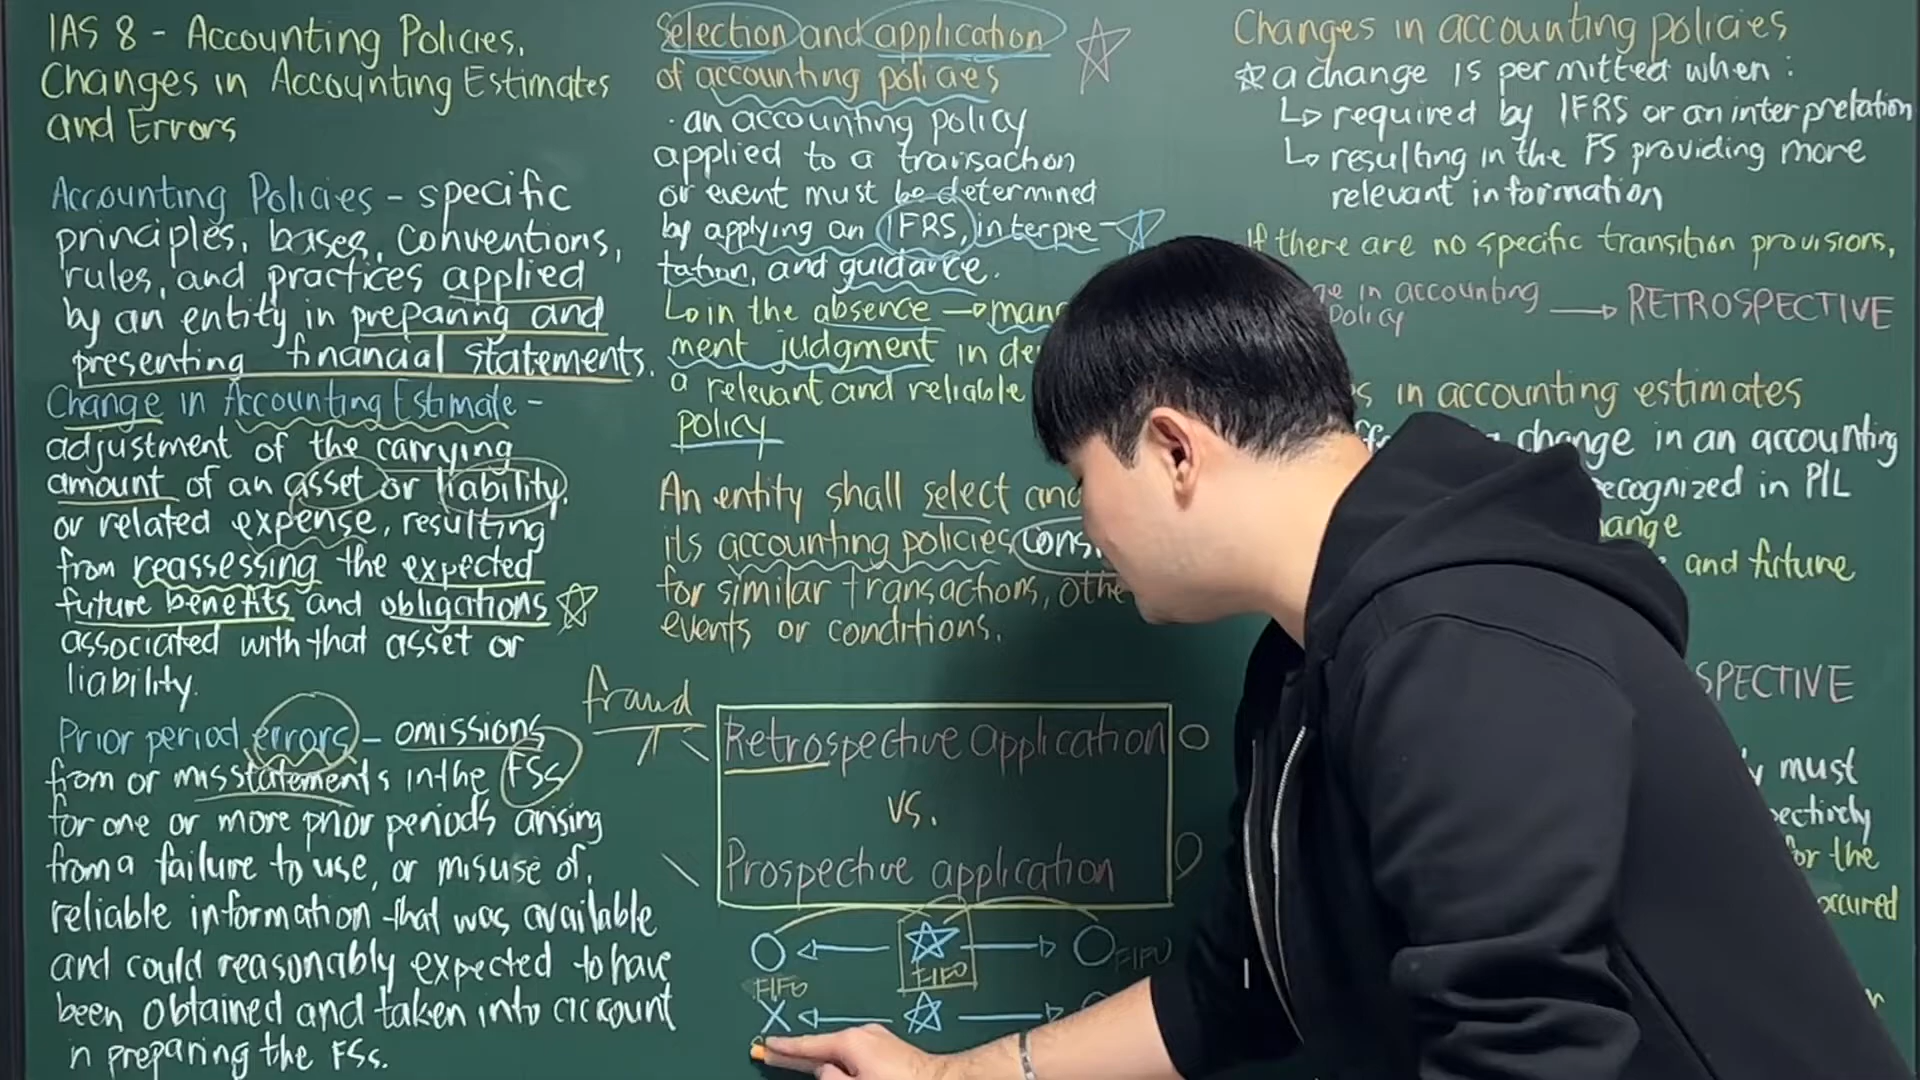 IAS 8 - Accounting Policies,
Changes in Accounting Estimates
and Errors
Accounting Policies - specific
principles, bases, conventions,
rules, and practices applied
by an entity in preparing and
presenting financial statements.
Change in Accounting Estimate -
adjustment of the carrying
amount of an asset or liability,
or related expense, resulting
from reassessing the expected
future benefits and obligations
associated with that asset or
liability.
Prior period errors - omissions
from or misstatements in the FSs
for one or more prior periods arising
from a failure to use, or misuse of,
reliable information that was available
and could reasonably expected to have
been obtained and taken into account
in preparing the FSs.
fraud
Selection and application
of accounting policies
· an accounting policy
applied to a transaction
or event must be determined
by applying an IFRS, interpre-
tation, and guidance.
in the absence → mana
ment judgment in de
a relevant and reliable
policy
An entity shall select and
its accounting policies consi
for similar transactions, othe
events or conditions.
Retrospective application
vs.
Prospective application
FIFO
FIFO
FIFO
X
Changes in accounting policies
a change is permitted when :
required by IFRS or an interpretation
resulting in the FS providing more
relevant information
If there are no specific transition provisions,
ge in accounting → RETROSPECTIVE
policy
s in accounting estimates
change in an accounting
recognized in P/L
hange
and future
SPECTIVE
y must
pectively
for the
occured